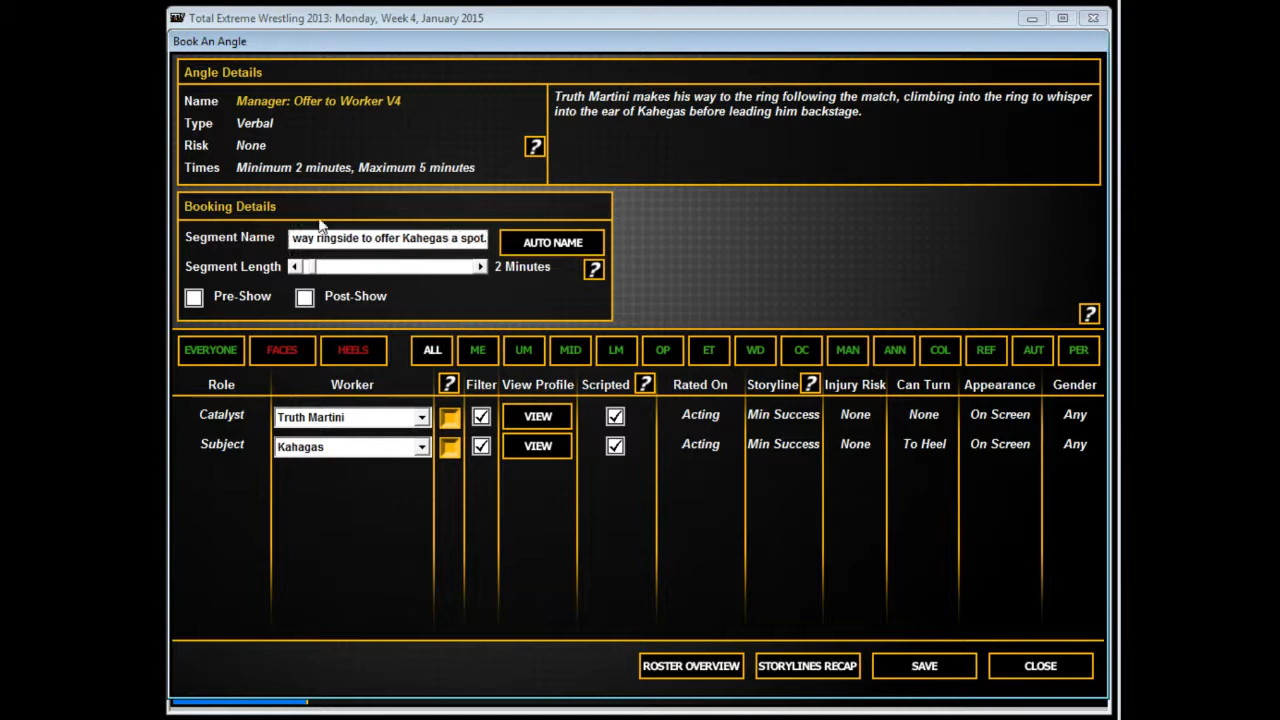 TEW Total Extreme Wrestling 2013: Monday, Week 4, January 2015
Book An Angle
Angle Details
Name Manager: Offer to Worker V4
Type Verbal
Risk None
?
Times Minimum 2 minutes, Maximum 5 minutes
Truth Martini makes his way to the ring following the match, climbing into the ring to whisper
into the ear of Kahegas before leading him backstage.
Booking Details
Segment Name way ringside to offer Kahegas a spot. AUTO NAME
Segment Length 2 Minutes ?
Pre-Show Post-Show
?
EVERYONE FACES HEELS ALL ME UM MID LM OP ET WD OC MAN ANN COL REF AUT PER
Role Worker ? Filter View Profile Scripted ? Rated On Storyline ? Injury Risk Can Turn Appearance Gender
Catalyst Truth Martini VIEW Acting Min Success None None On Screen Any
Subject Kahagas VIEW Acting Min Success None To Heel On Screen Any
ROSTER OVERVIEW STORYLINES RECAP SAVE CLOSE